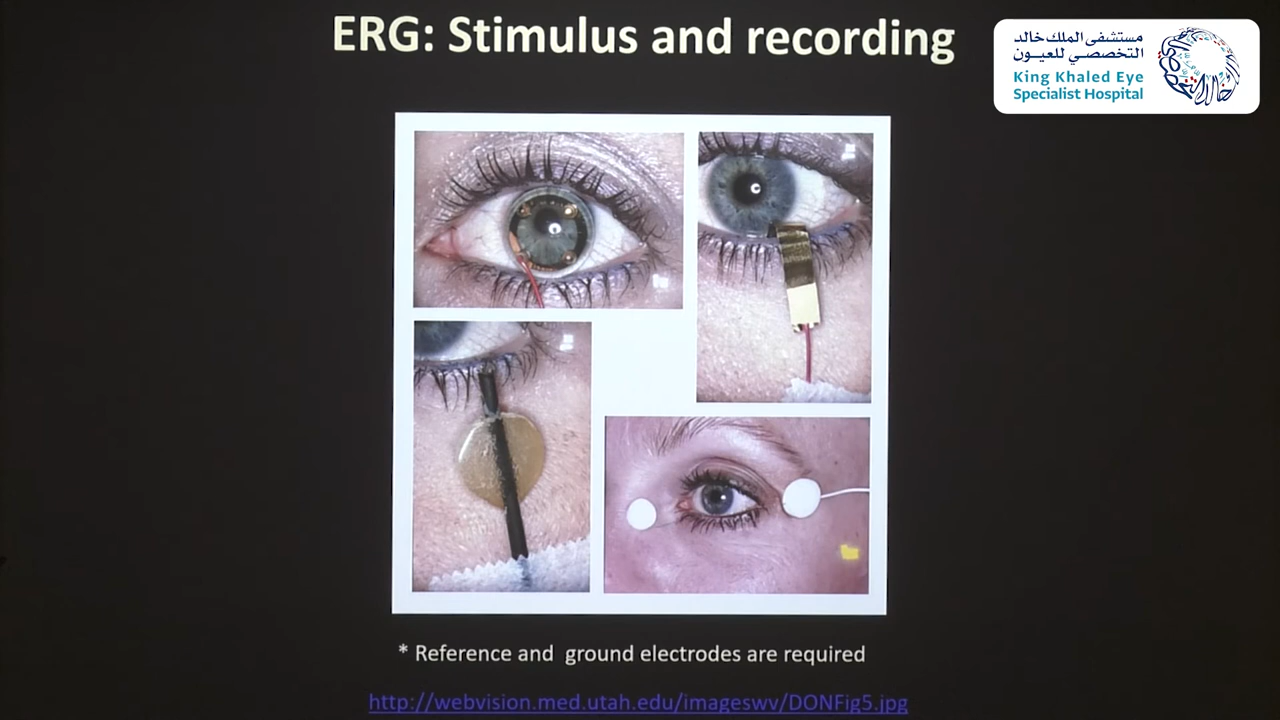 ERG: Stimulus and recording
مستشفى الملك خالد
التخصصي للعيون
King Khaled Eye
Specialist Hospital
* Reference and ground electrodes are required
http://webvision.med.utah.edu/imageswv/DONFig5.jpg